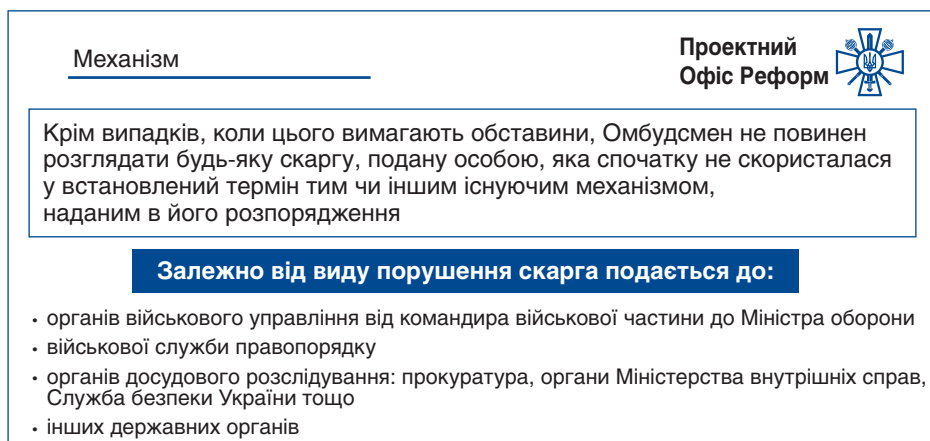 Механізм
Проектний
Офіс Реформ
Крім випадків, коли цього вимагають обставини, Омбудсмен не повинен
розглядати будь-яку скаргу, подану особою, яка спочатку не скористалася
у встановлений термін тим чи іншим існуючим механізмом,
наданим в його розпорядження
Залежно від виду порушення скарга подається до:
• органів військового управління від командира військової частини до Міністра оборони
• військової служби правопорядку
• органів досудового розслідування: прокуратура, органи Міністерства внутрішніх справ,
Служба безпеки України тощо
• інших державних органів